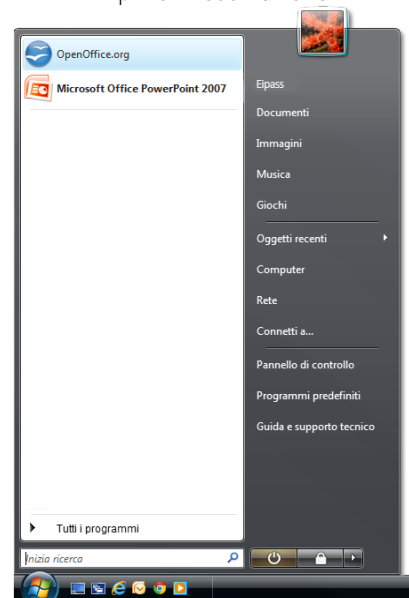 OpenOffice.org
Microsoft Office PowerPoint 2007
Eipass
Documenti
Immagini
Musica
Giochi
Oggetti recenti
Computer
Rete
Connetti a...
Pannello di controllo
Programmi predefiniti
Guida e supporto tecnico
Tutti i programmi
Inizia ricerca